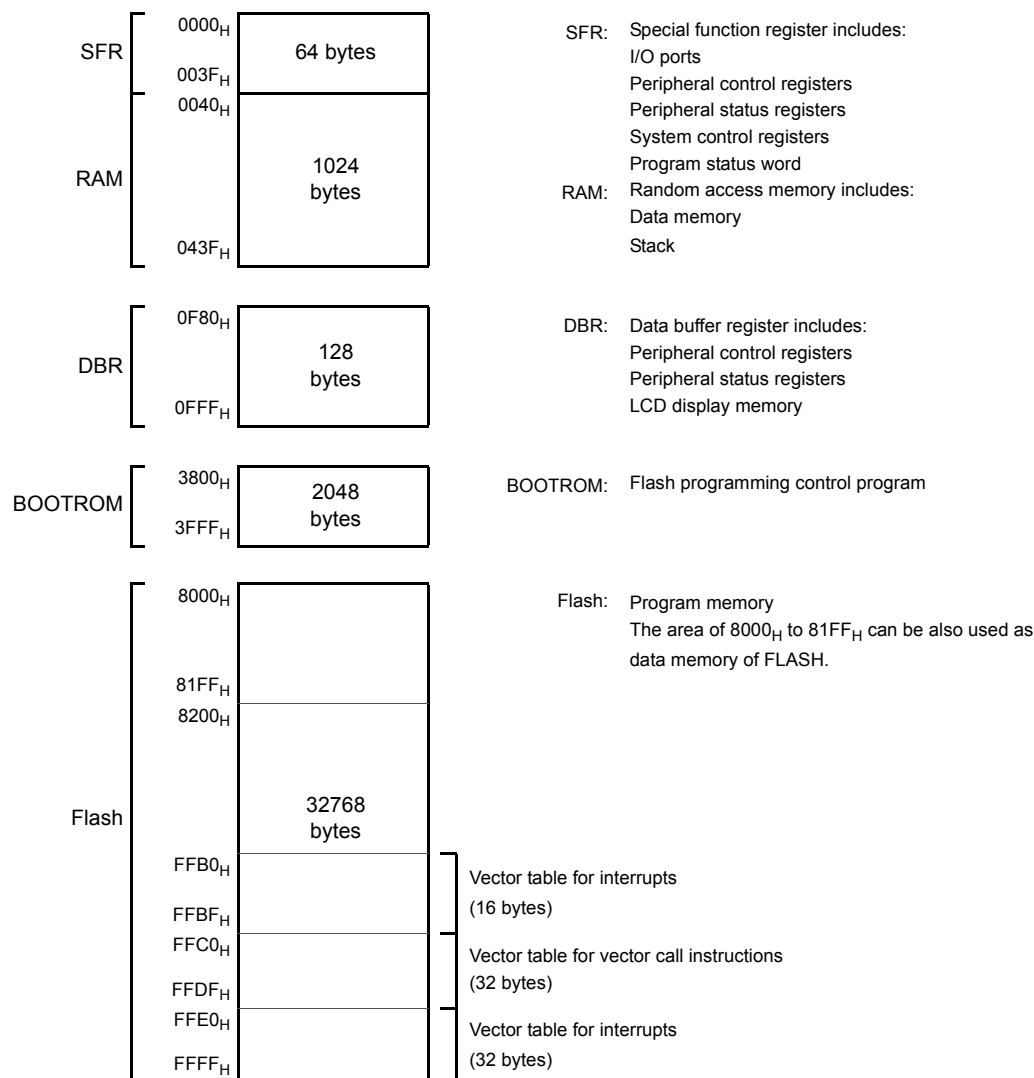 SFR
0000H
003FH
64 bytes
SFR: Special function register includes:
I/O ports
Peripheral control registers
Peripheral status registers
System control registers
Program status word
RAM
0040H
043FH
1024
bytes
RAM: Random access memory includes:
Data memory
Stack
DBR
0F80H
0FFFH
128
bytes
DBR: Data buffer register includes:
Peripheral control registers
Peripheral status registers
LCD display memory
BOOTROM
3800H
3FFFH
2048
bytes
BOOTROM: Flash programming control program
Flash
8000H
81FFH
8200H
32768
bytes
Flash: Program memory
The area of 8000H to 81FFH can be also used as
data memory of FLASH.
FFB0H
FFBFH
Vector table for interrupts
(16 bytes)
FFC0H
FFDFH
Vector table for vector call instructions
(32 bytes)
FFE0H
FFFFH
Vector table for interrupts
(32 bytes)